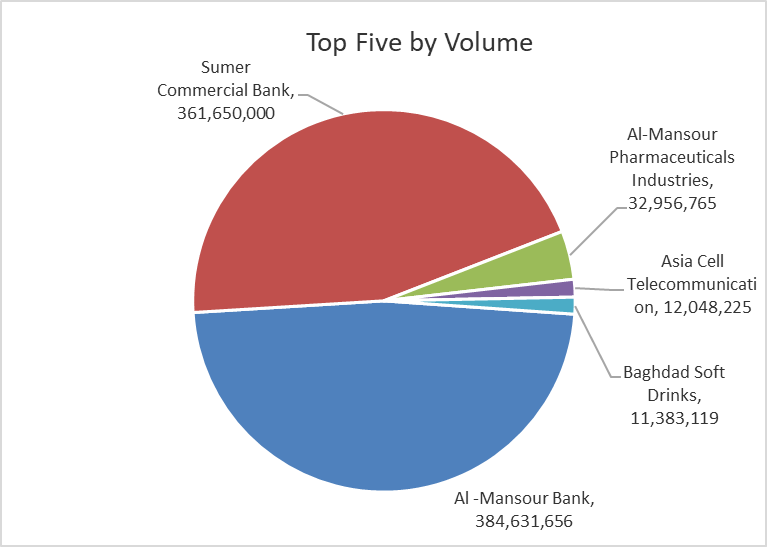 Top Five by Volume
Sumer
Commercial Bank,
361,650,000
Al-Mansour
Pharmaceuticals
Industries,
32,956,765
Asia Cell
Telecommunicati
on, 12,048,225
Baghdad Soft
Drinks,
11,383,119
Al -Mansour Bank,
384,631,656